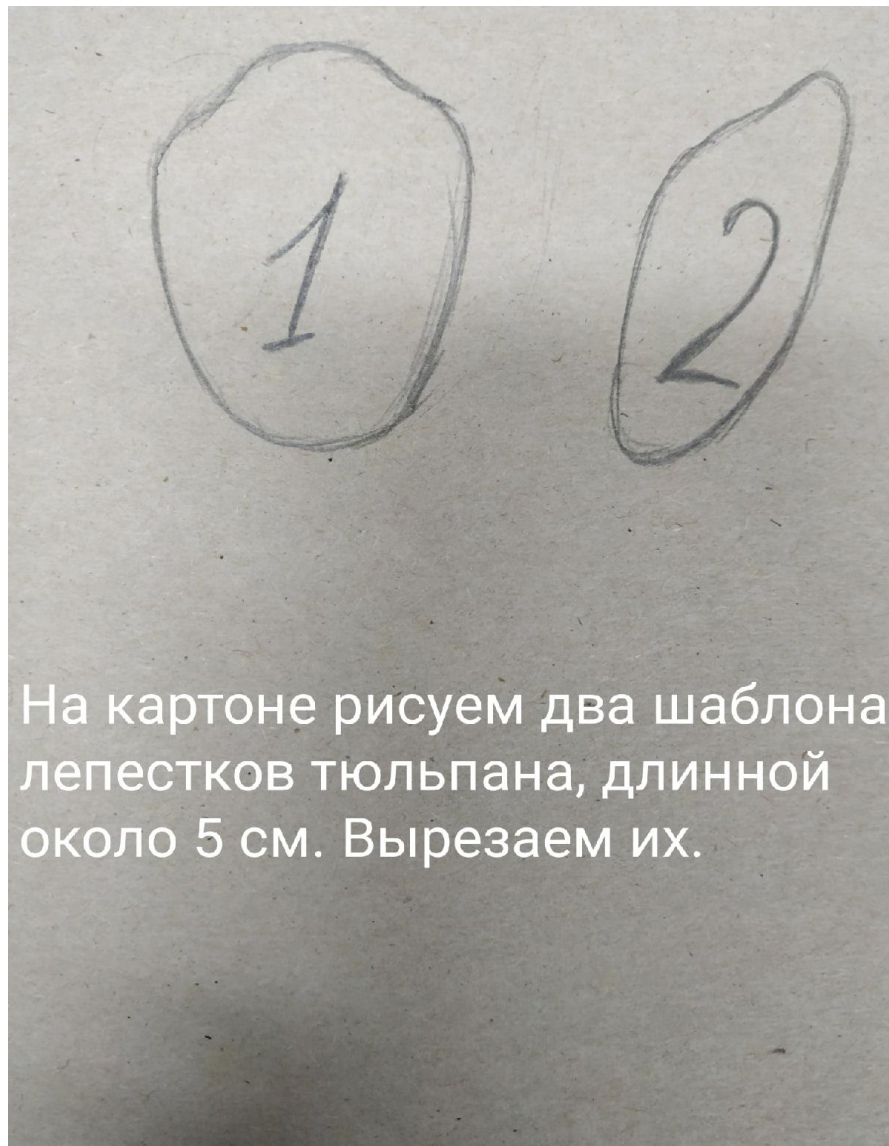 1
2
На картоне рисуем два шаблона
лепестков тюльпана, длинной
около 5 см. Вырезаем их.